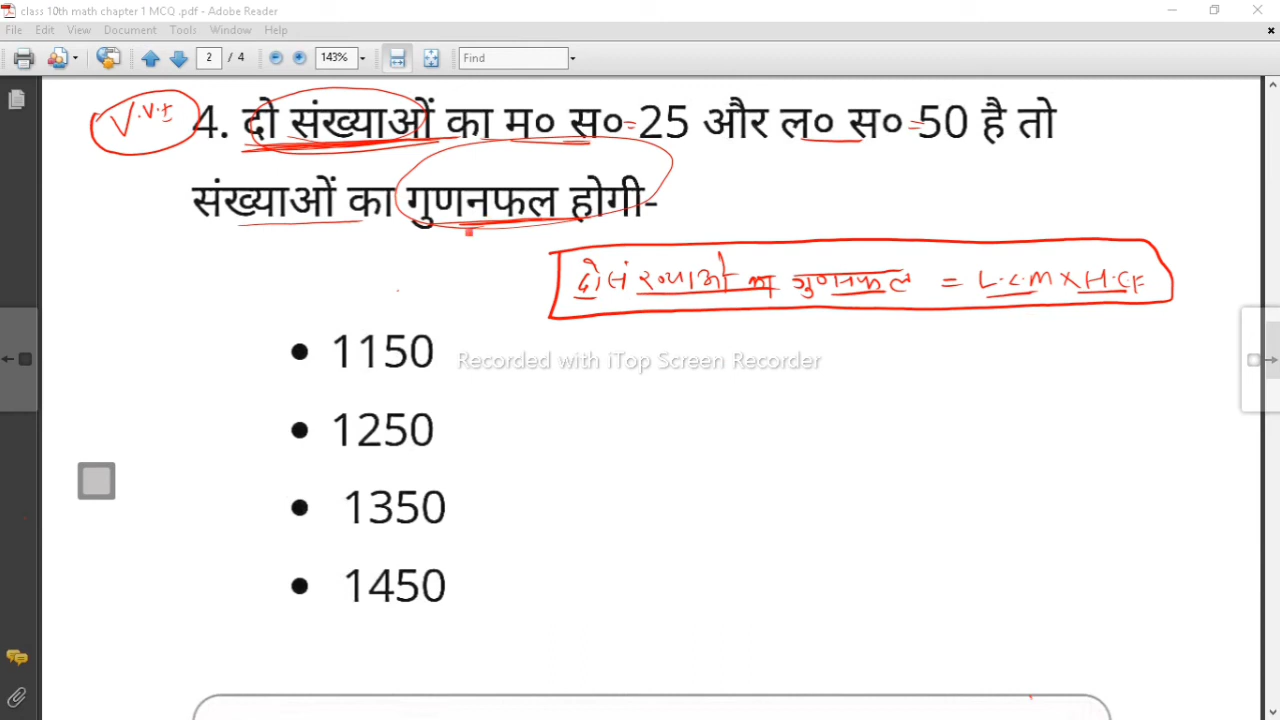 class 10th math chapter 1 MCQ .pdf - Adobe Reader
File Edit View Document Tools Window Help
2 / 4 143% Find
V.V.I 4. दो संख्याओं का म० स० = 25 और ल० स० = 50 है तो
संख्याओं का गुणनफल होगी-
दो संख्याओं का गुणनफल = L.C.M X H.CF
• 1150
Recorded with iTop Screen Recorder
• 1250
• 1350
• 1450